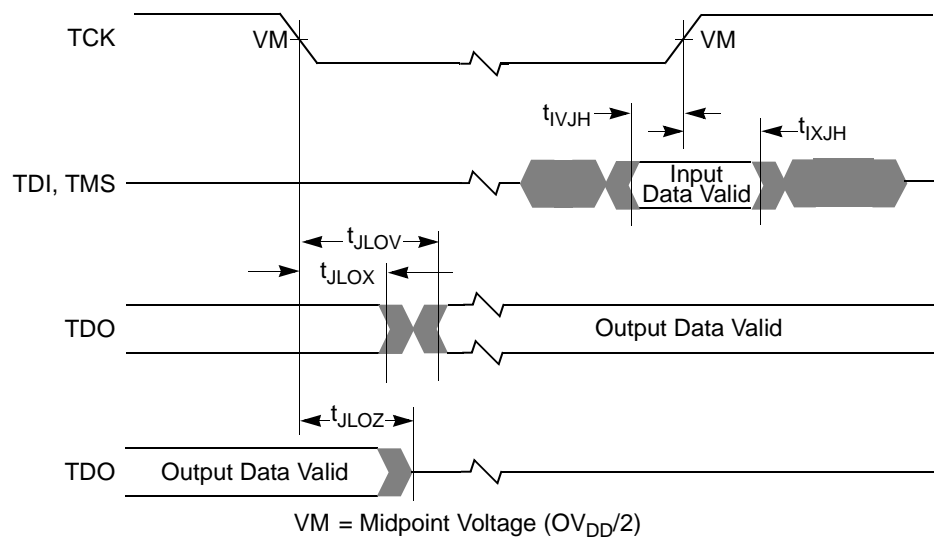 TCK
VM
VM
tIVJH
tIXJH
TDI, TMS
Input
Data Valid
tJLOV
tJLOX
TDO
Output Data Valid
tJLOZ
TDO
Output Data Valid
VM = Midpoint Voltage (OVDD/2)